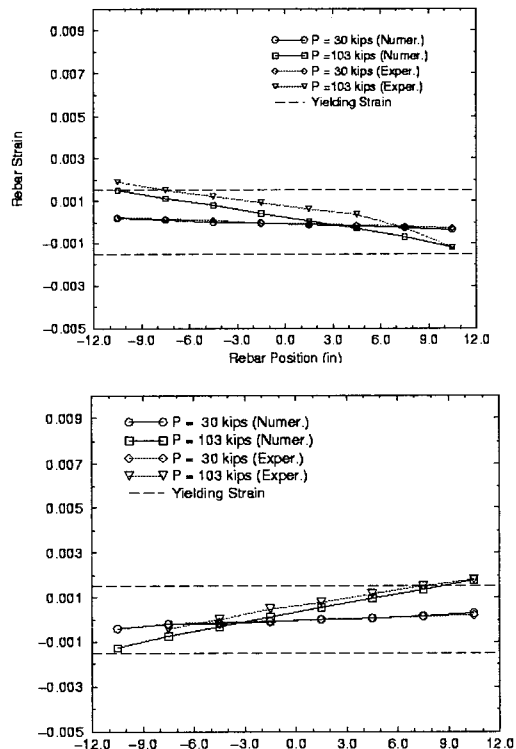 0.009
0.007
0.005
0.003
0.001
−0.001
−0.003
−0.005
Rebar Strain
P = 30 kips (Numer.)
P =103 kips (Numer.)
P = 30 kips (Exper.)
P =103 kips (Exper.)
Yielding Strain
−12.0 −9.0 −6.0 −3.0 0.0 3.0 6.0 9.0 12.0
Rebar Position (in)
0.009
0.007
0.005
0.003
0.001
−0.001
−0.003
−0.005
P = 30 kips (Numer.)
P = 103 kips (Numer.)
P = 30 kips (Exper.)
P = 103 kips (Exper.)
Yielding Strain
−12.0 −9.0 −6.0 −3.0 0.0 3.0 6.0 9.0 12.0